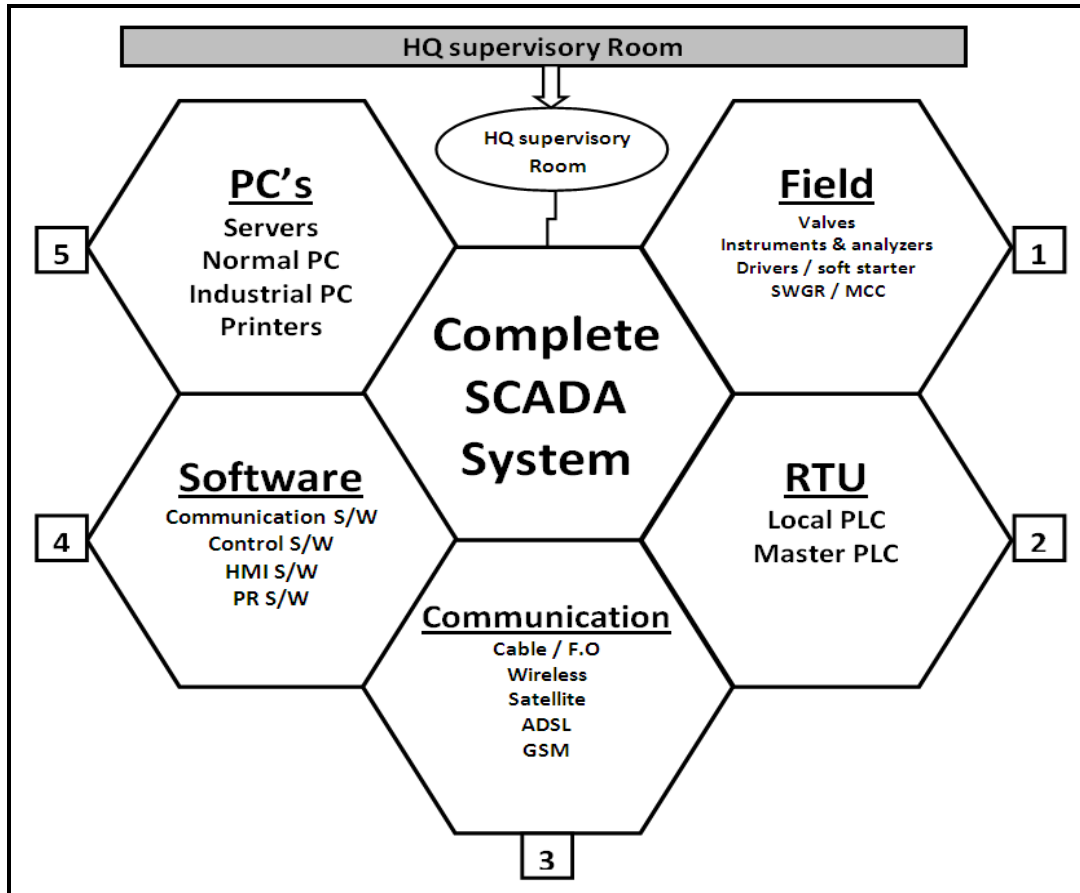 HQ supervisory Room
HQ supervisory
Room
PC's
Servers
Normal PC
Industrial PC
Printers
5
Field
Valves
Instruments & analyzers
Drivers / soft starter
SWGR / MCC
1
Complete
SCADA
System
Software
Communication S/W
Control S/W
HMI S/W
PR S/W
4
RTU
Local PLC
Master PLC
2
Communication
Cable / F.O
Wireless
Satellite
ADSL
GSM
3